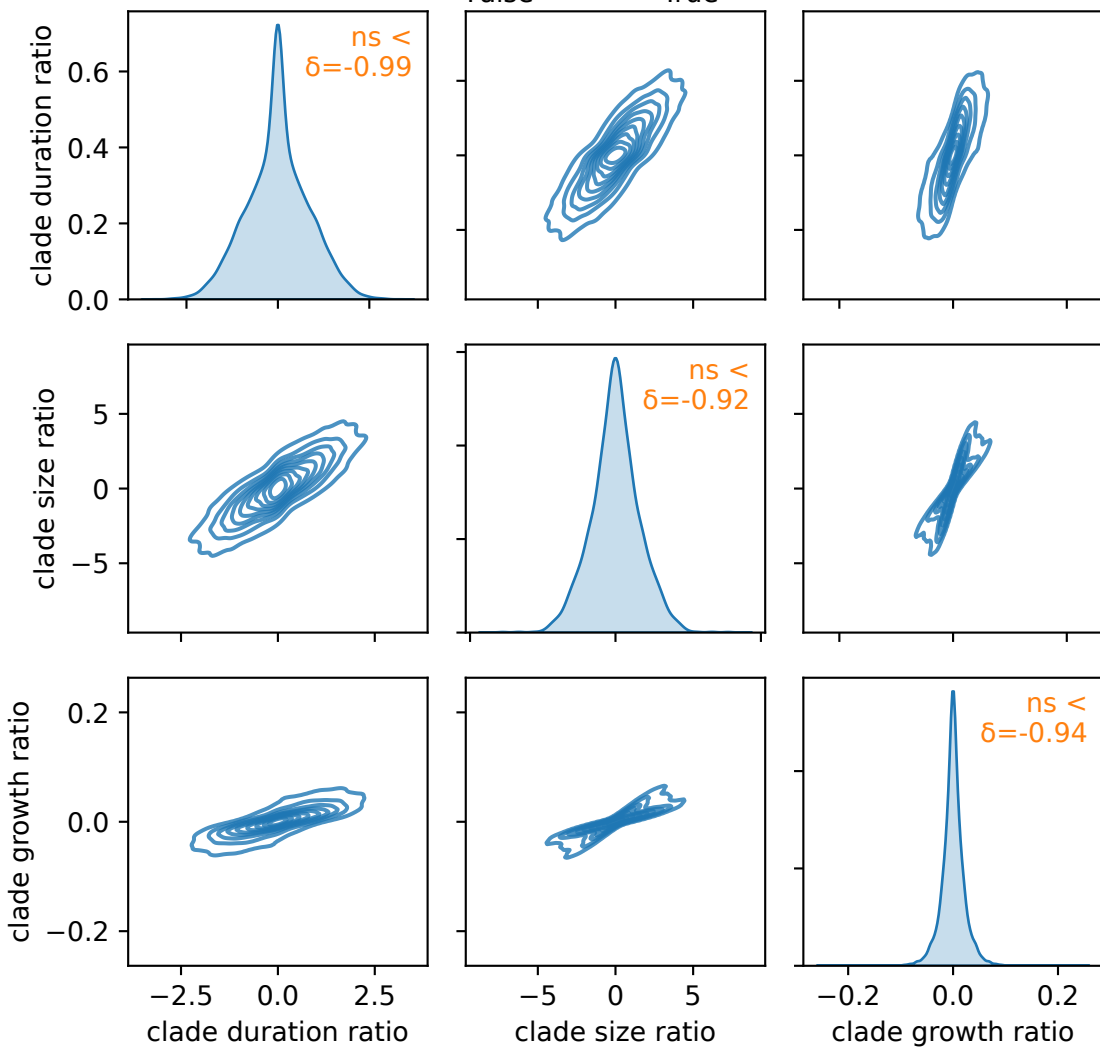 clade duration ratio
0.6
0.4
0.2
0.0
ns <
δ=-0.99
clade size ratio
5
0
−5
ns <
δ=-0.92
clade growth ratio
0.2
0.0
−0.2
ns <
δ=-0.94
−2.5 0.0 2.5
−5 0 5
−0.2 0.0 0.2
clade duration ratio
clade size ratio
clade growth ratio